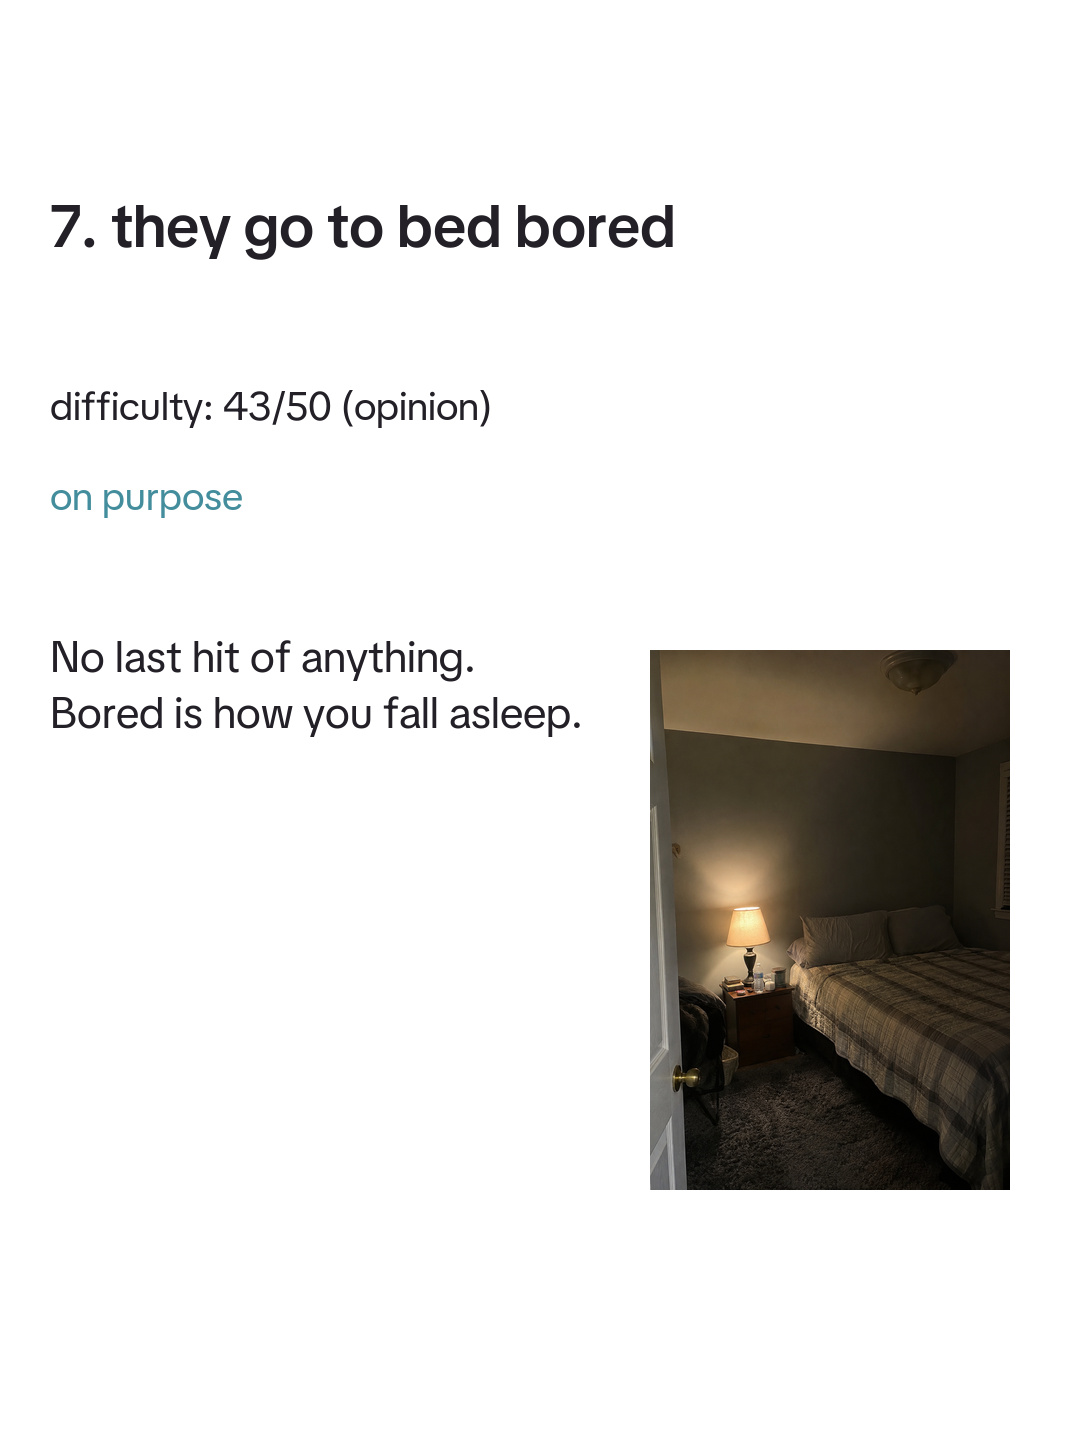 7. they go to bed bored
difficulty: 43/50 (opinion)
on purpose
No last hit of anything.
Bored is how you fall asleep.